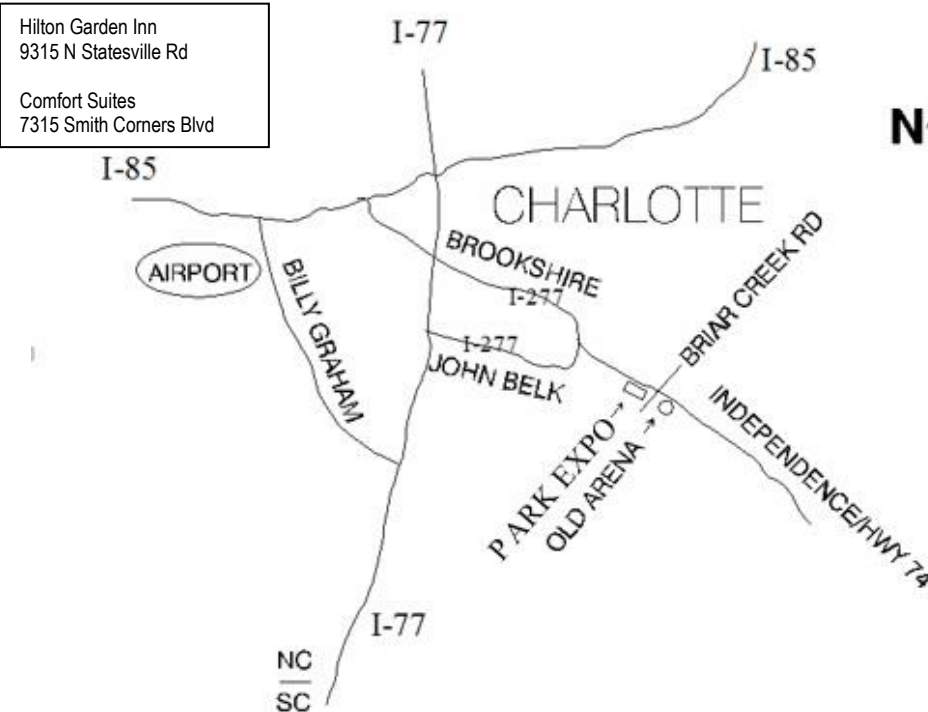 Hilton Garden Inn
9315 N Statesville Rd
Comfort Suites
7315 Smith Corners Blvd
I-77
I-85
N
I-85
CHARLOTTE
AIRPORT
BILLY GRAHAM
BROOKSHIRE
I-277
I-277
JOHN BELK
BRIAR CREEK RD
INDEPENDENCE/HWY 74
PARK EXPO
OLD ARENA
I-77
NC
SC